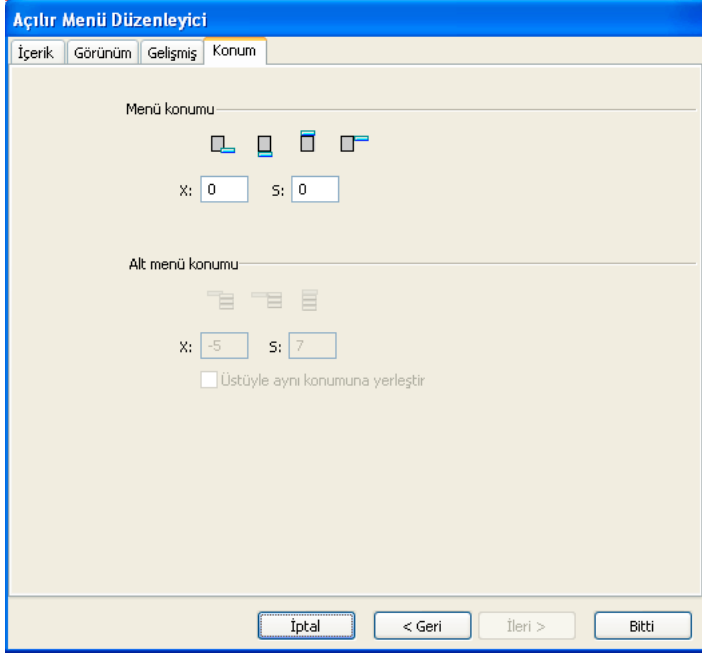 Açılır Menü Düzenleyici
İçerik Görünüm Gelişmiş Konum
Menü konumu
X: 0 S: 0
Alt menü konumu
X: -5 S: 7
Üstüyle aynı konumuna yerleştir
İptal < Geri İleri > Bitti